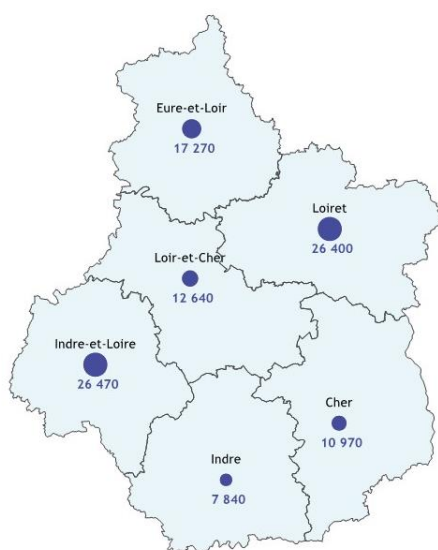 Eure-et-Loir
17 270
Loiret
26 400
Loir-et-Cher
12 640
Indre-et-Loire
26 470
Cher
10 970
Indre
7 840